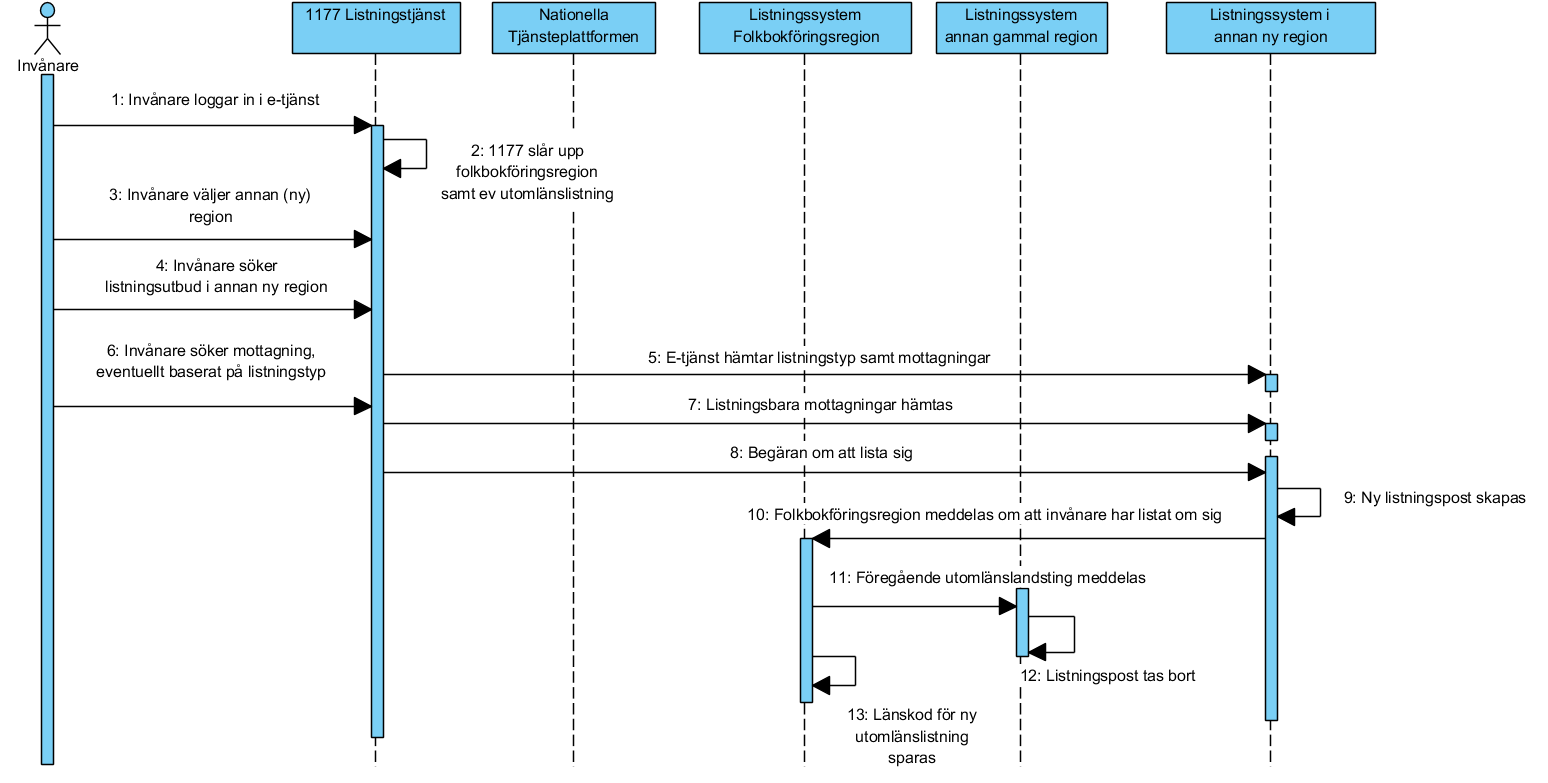 Invånare
1177 Listningstjänst
Nationella
Tjänsteplattformen
Listningssystem
Folkbokföringsregion
Listningssystem
annan gammal region
Listningssystem i
annan ny region
1: Invånare loggar in i e-tjänst
2: 1177 slår upp
folkbokföringsregion
samt ev utomlänslistning
3: Invånare väljer annan (ny)
region
4: Invånare söker
listningsutbud i annan ny region
6: Invånare söker mottagning,
eventuellt baserat på listningstyp
5: E-tjänst hämtar listningstyp samt mottagningar
7: Listningsbara mottagningar hämtas
8: Begäran om att lista sig
9: Ny listningspost skapas
10: Folkbokföringsregion meddelas om att invånare har listat om sig
11: Föregående utomlänslandsting meddelas
12: Listningspost tas bort
13: Länskod för ny
utomlänslistning
sparas